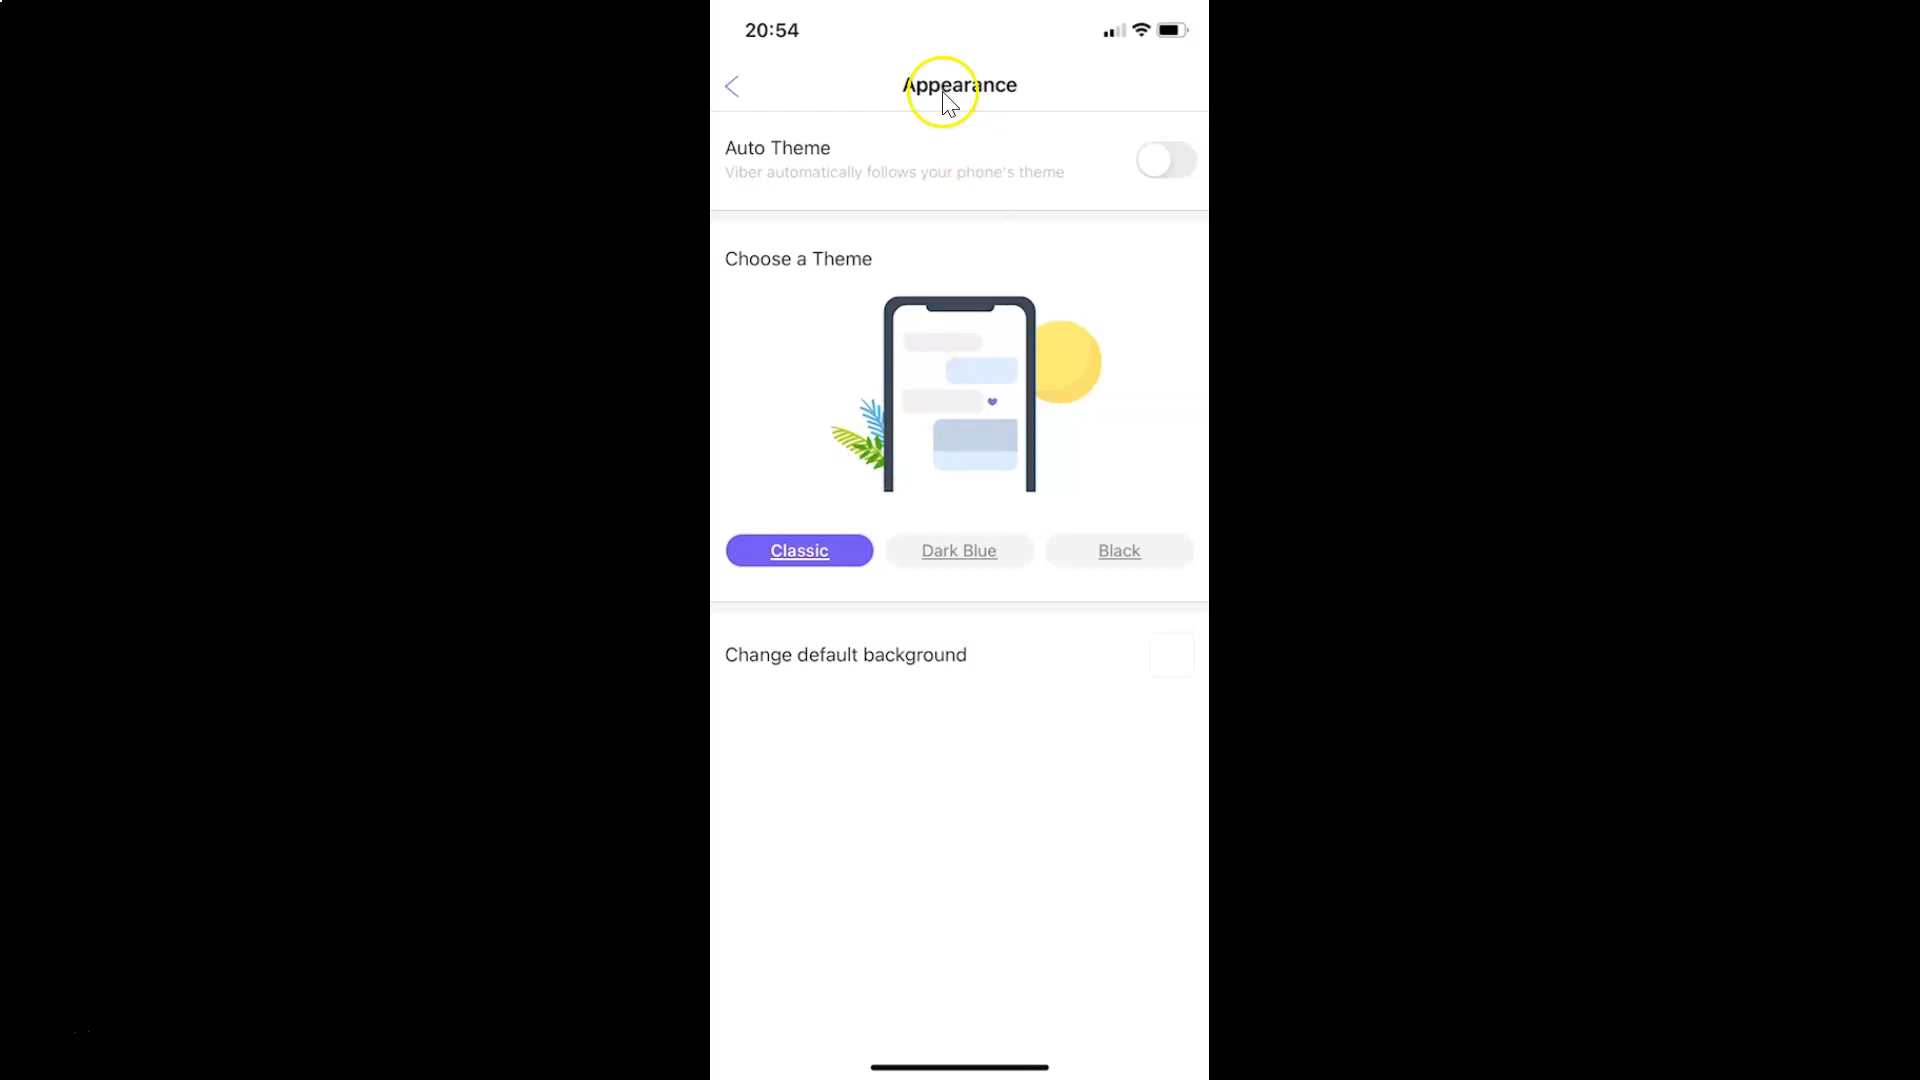 20:54
Appearance
Auto Theme
Viber automatically follows your phone's theme
Choose a Theme
Classic
Dark Blue
Black
Change default background